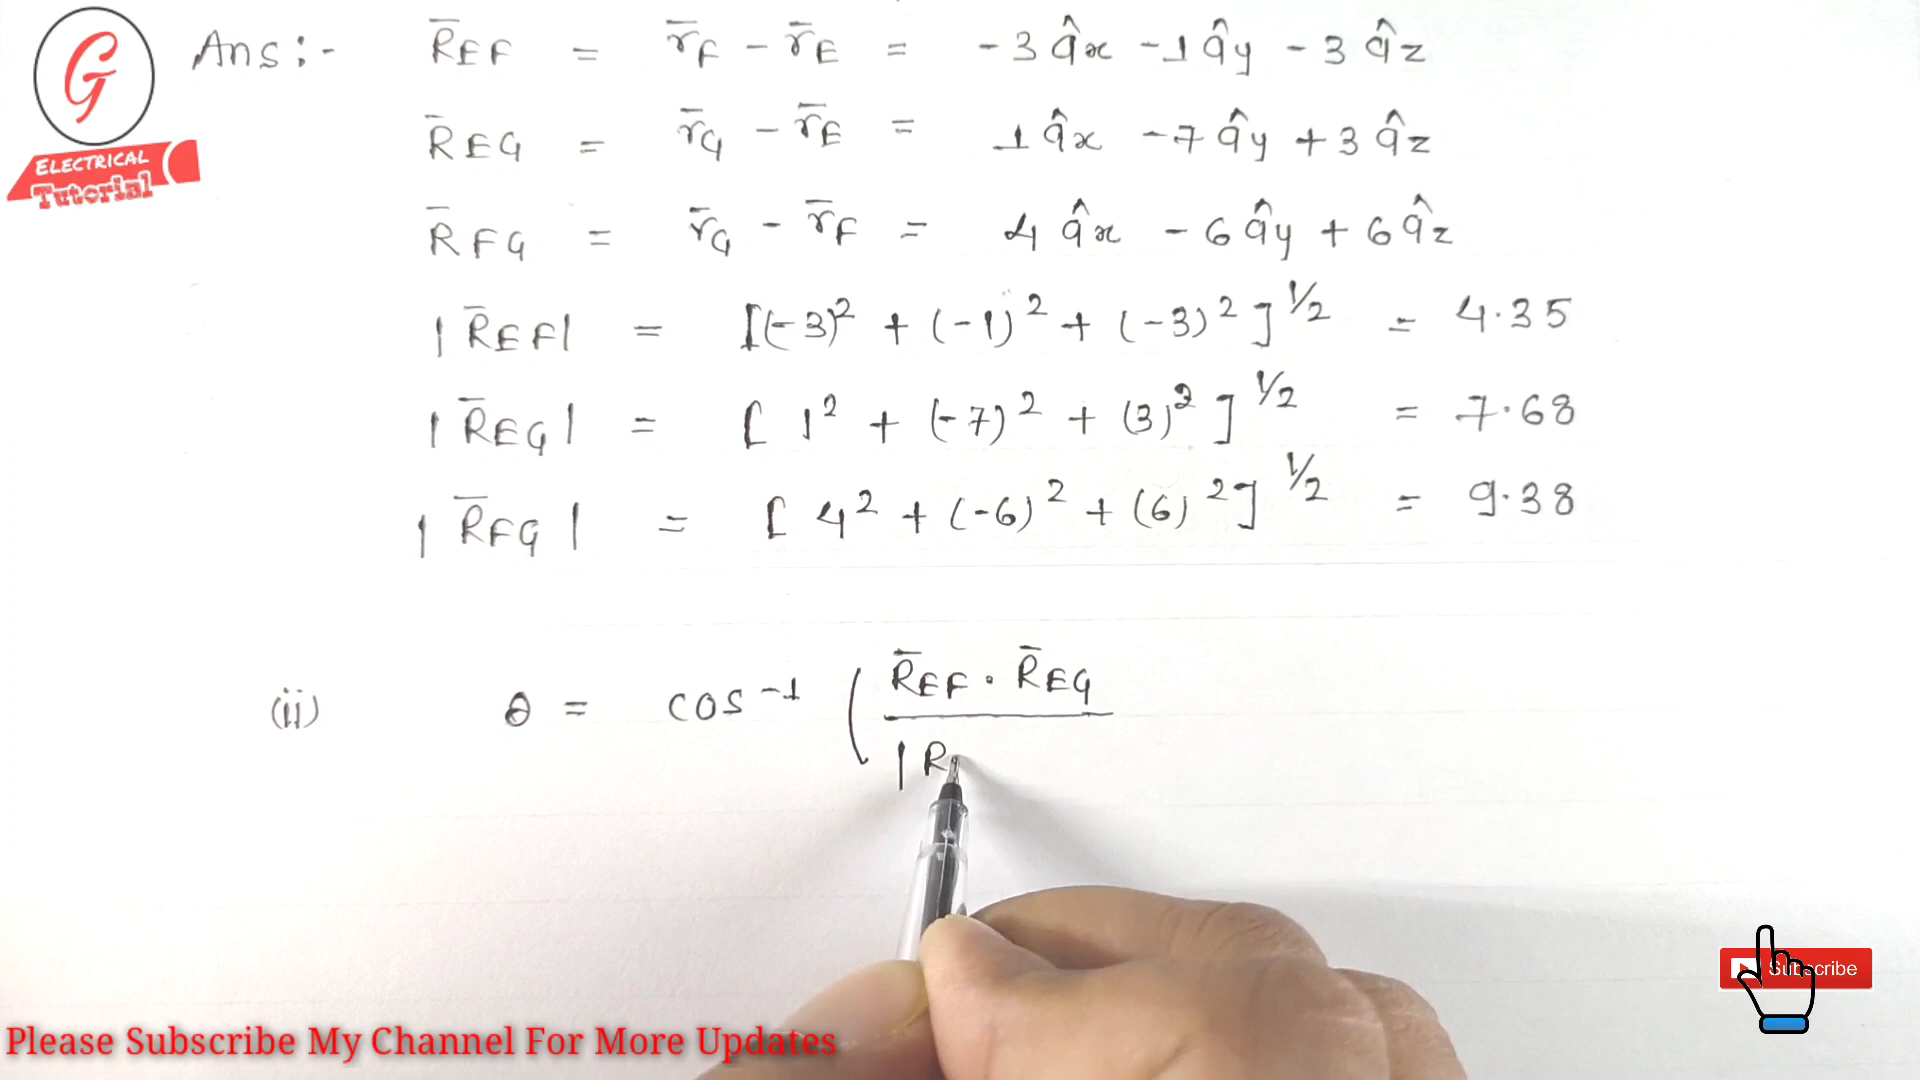 G
ELECTRICAL
Tutorial
Ans:- R̅EF = r̅F - r̅E = -3 âx -1 ây - 3 âz
R̅EG = r̅G - r̅E = 1 âx -7 ây + 3 âz
R̅FG = r̅G - r̅F = 4 âx - 6 ây + 6 âz
|R̅EF| = [(-3)² + (-1)² + (-3)²]^1/2 = 4.35
|R̅EG| = [1² + (-7)² + (3)²]^1/2 = 7.68
|R̅FG| = [4² + (-6)² + (6)²]^1/2 = 9.38
(ii) θ = cos⁻¹ ( R̅EF . R̅EG
| R
Subscribe
Please Subscribe My Channel For More Updates